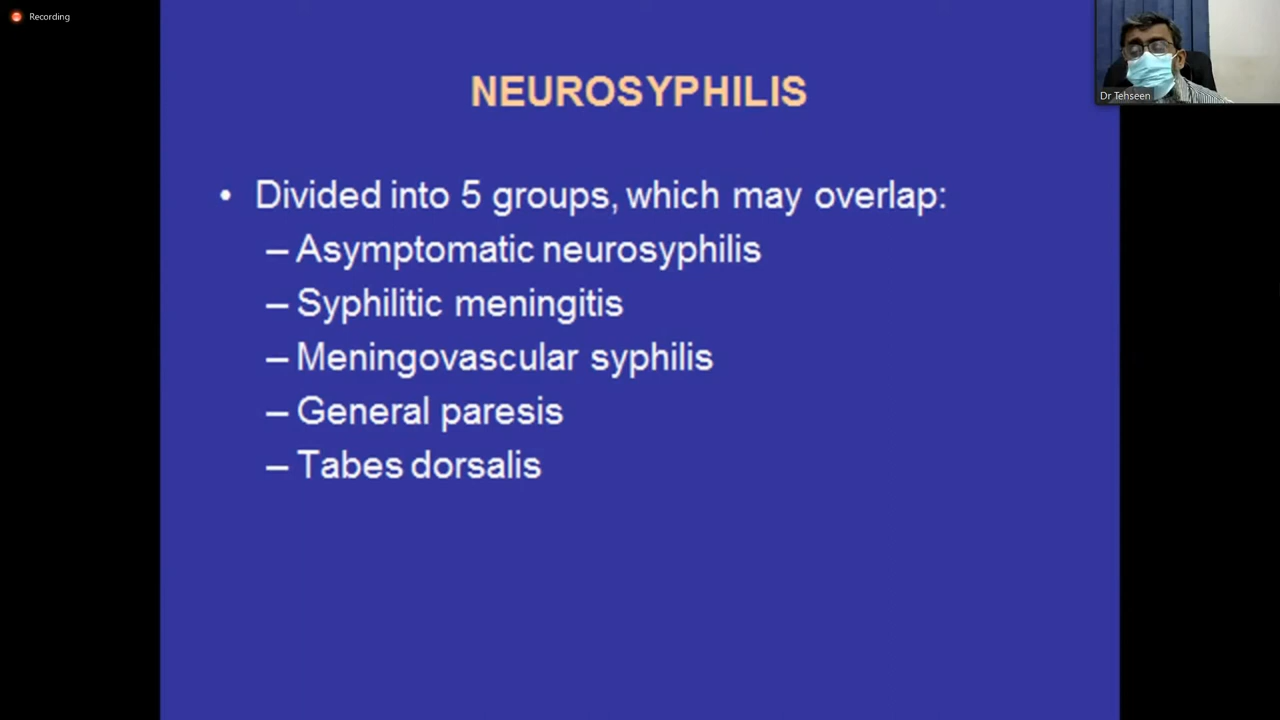 Recording
NEUROSYPHILIS
• Divided into 5 groups, which may overlap:
– Asymptomatic neurosyphilis
– Syphilitic meningitis
– Meningovascular syphilis
– General paresis
– Tabes dorsalis
Dr Tehseen